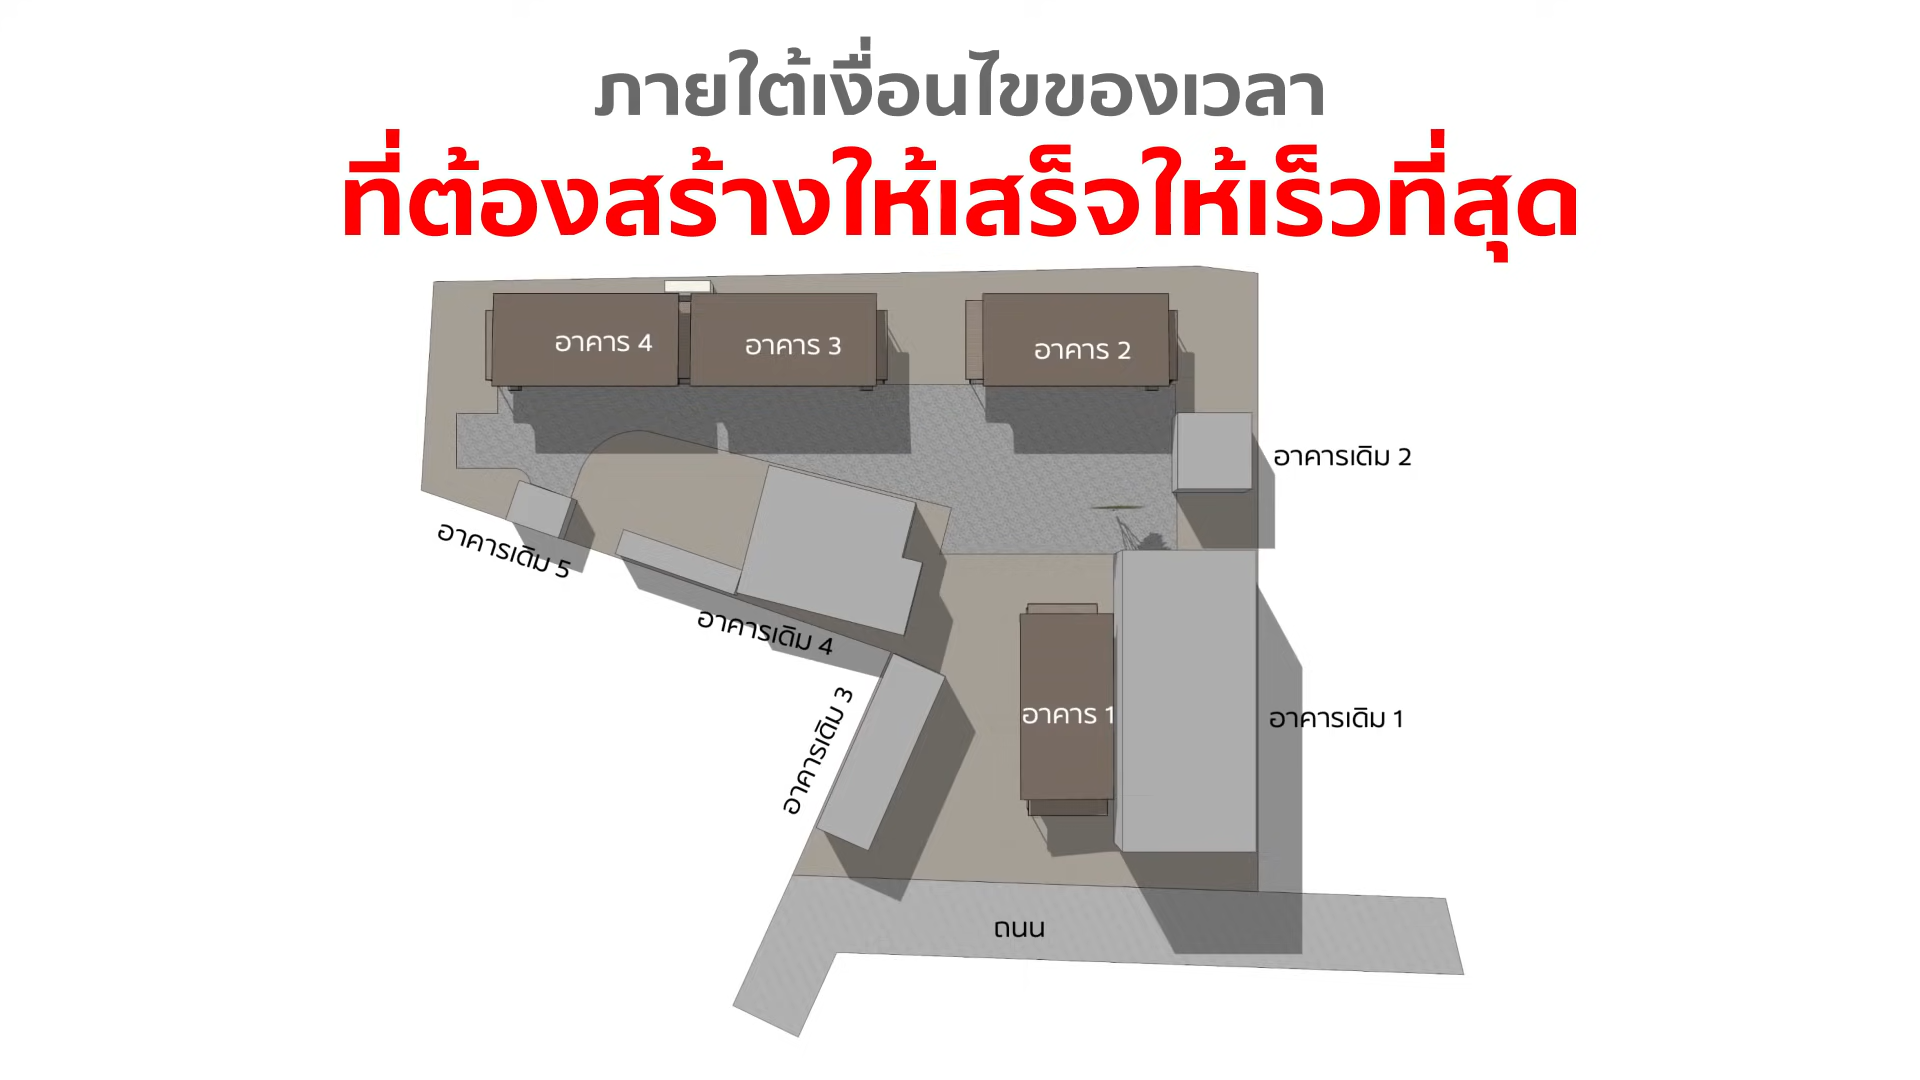 ภายใต้เงื่อนไขของเวลา
ที่ต้องสร้างให้เสร็จให้เร็วที่สุด
อาคาร 4
อาคาร 3
อาคาร 2
อาคารเดิม 2
อาคารเดิม 5
อาคารเดิม 4
อาคารเดิม 3
อาคาร 1
อาคารเดิม 1
ถนน